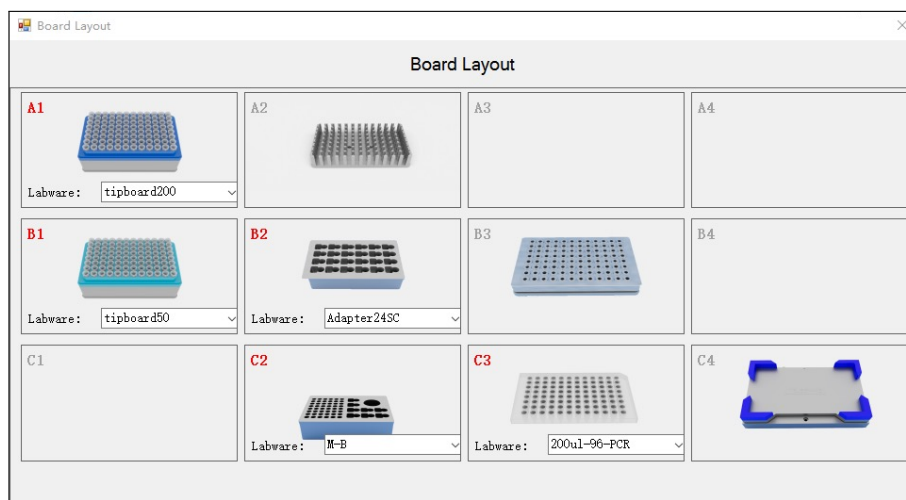 Board Layout
Board Layout
A1
A2
A3
A4
Labware: tipboard200
B1
B2
B3
B4
Labware: tipboard50
Labware: Adapter24SC
C1
C2
C3
C4
Labware: M-B
Labware: 200ul-96-PCR